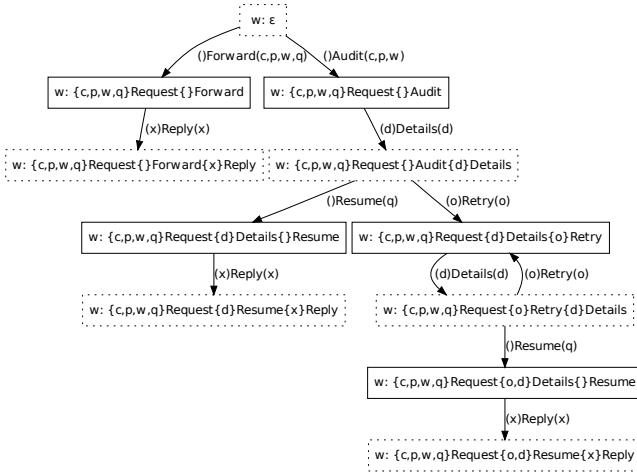 w: ε
()Forward(c,p,w,q)
()Audit(c,p,w)
w: {c,p,w,q}Request{}Forward
w: {c,p,w,q}Request{}Audit
(x)Reply(x)
(d)Details(d)
w: {c,p,w,q}Request{}Forward{x}Reply
w: {c,p,w,q}Request{}Audit{d}Details
()Resume(q)
(o)Retry(o)
w: {c,p,w,q}Request{d}Details{}Resume
w: {c,p,w,q}Request{d}Details{o}Retry
(x)Reply(x)
(d)Details(d)
(o)Retry(o)
w: {c,p,w,q}Request{d}Resume{x}Reply
w: {c,p,w,q}Request{o}Retry{d}Details
()Resume(q)
w: {c,p,w,q}Request{o,d}Details{}Resume
(x)Reply(x)
w: {c,p,w,q}Request{o,d}Resume{x}Reply